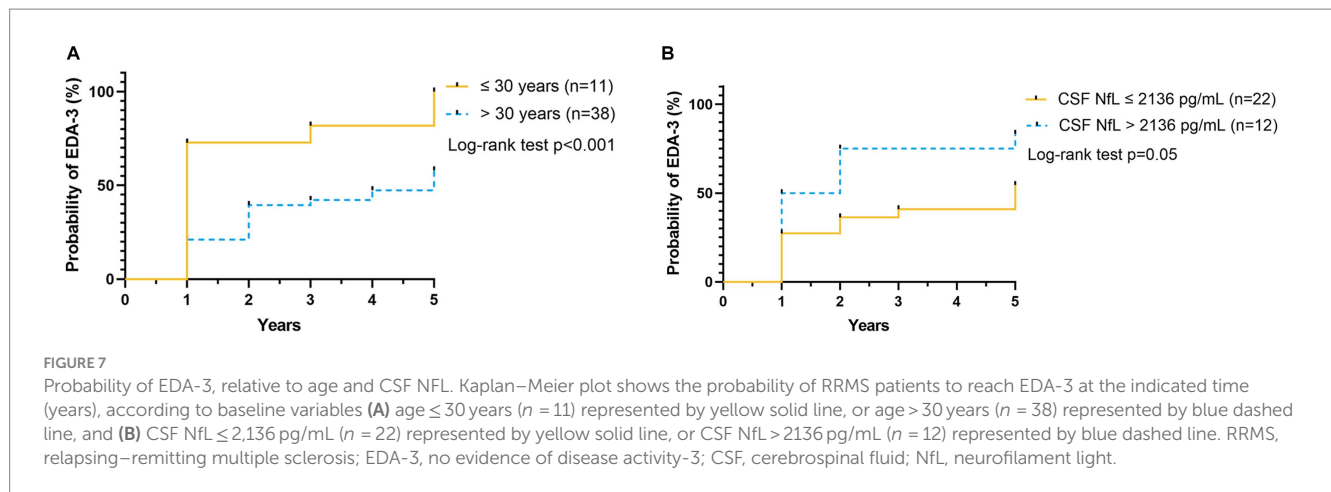 A
Probability of EDA-3 (%)
100
50
0
0 1 2 3 4 5
Years
≤ 30 years (n=11)
> 30 years (n=38)
Log-rank test p<0.001
B
Probability of EDA-3 (%)
100
50
0
0 1 2 3 4 5
Years
CSF NfL ≤ 2136 pg/mL (n=22)
CSF NfL > 2136 pg/mL (n=12)
Log-rank test p=0.05
FIGURE 7
Probability of EDA-3, relative to age and CSF NFL. Kaplan–Meier plot shows the probability of RRMS patients to reach EDA-3 at the indicated time
(years), according to baseline variables (A) age ≤ 30 years (n = 11) represented by yellow solid line, or age > 30 years (n = 38) represented by blue dashed
line, and (B) CSF NfL ≤ 2,136 pg/mL (n = 22) represented by yellow solid line, or CSF NfL > 2136 pg/mL (n = 12) represented by blue dashed line. RRMS,
relapsing–remitting multiple sclerosis; EDA-3, no evidence of disease activity-3; CSF, cerebrospinal fluid; NfL, neurofilament light.